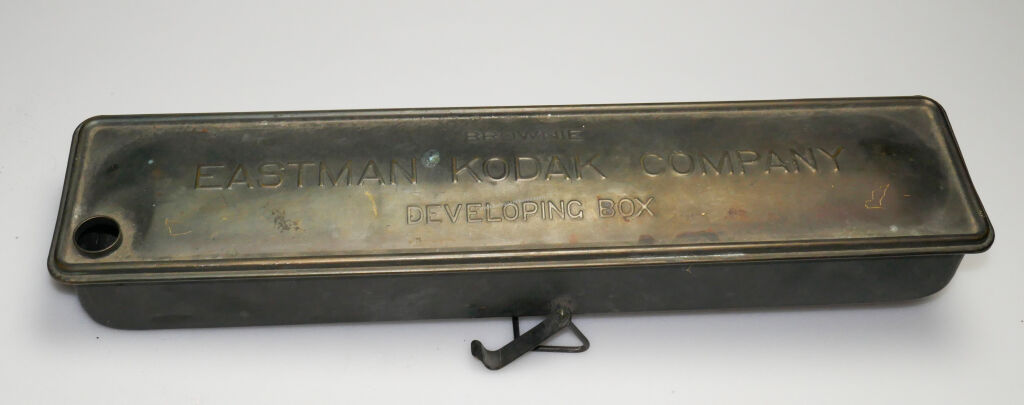 BROWNIE
EASTMAN KODAK COMPANY
DEVELOPING BOX